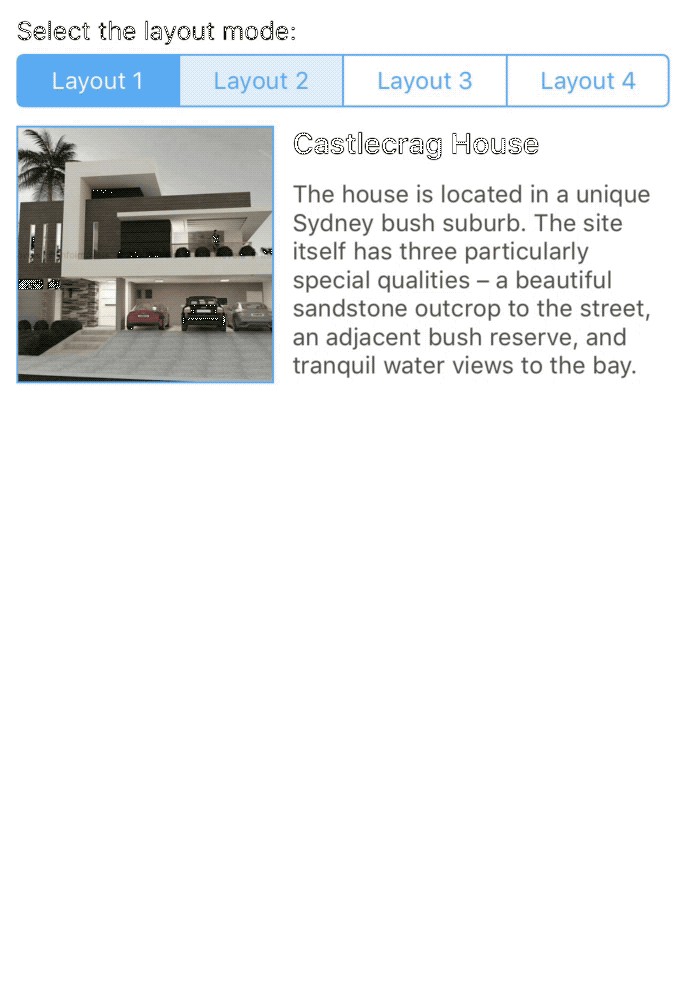 Select the layout mode:
Layout 1 Layout 2 Layout 3 Layout 4
Castlecrag House
The house is located in a unique
Sydney bush suburb. The site
itself has three particularly
special qualities – a beautiful
sandstone outcrop to the street,
an adjacent bush reserve, and
tranquil water views to the bay.